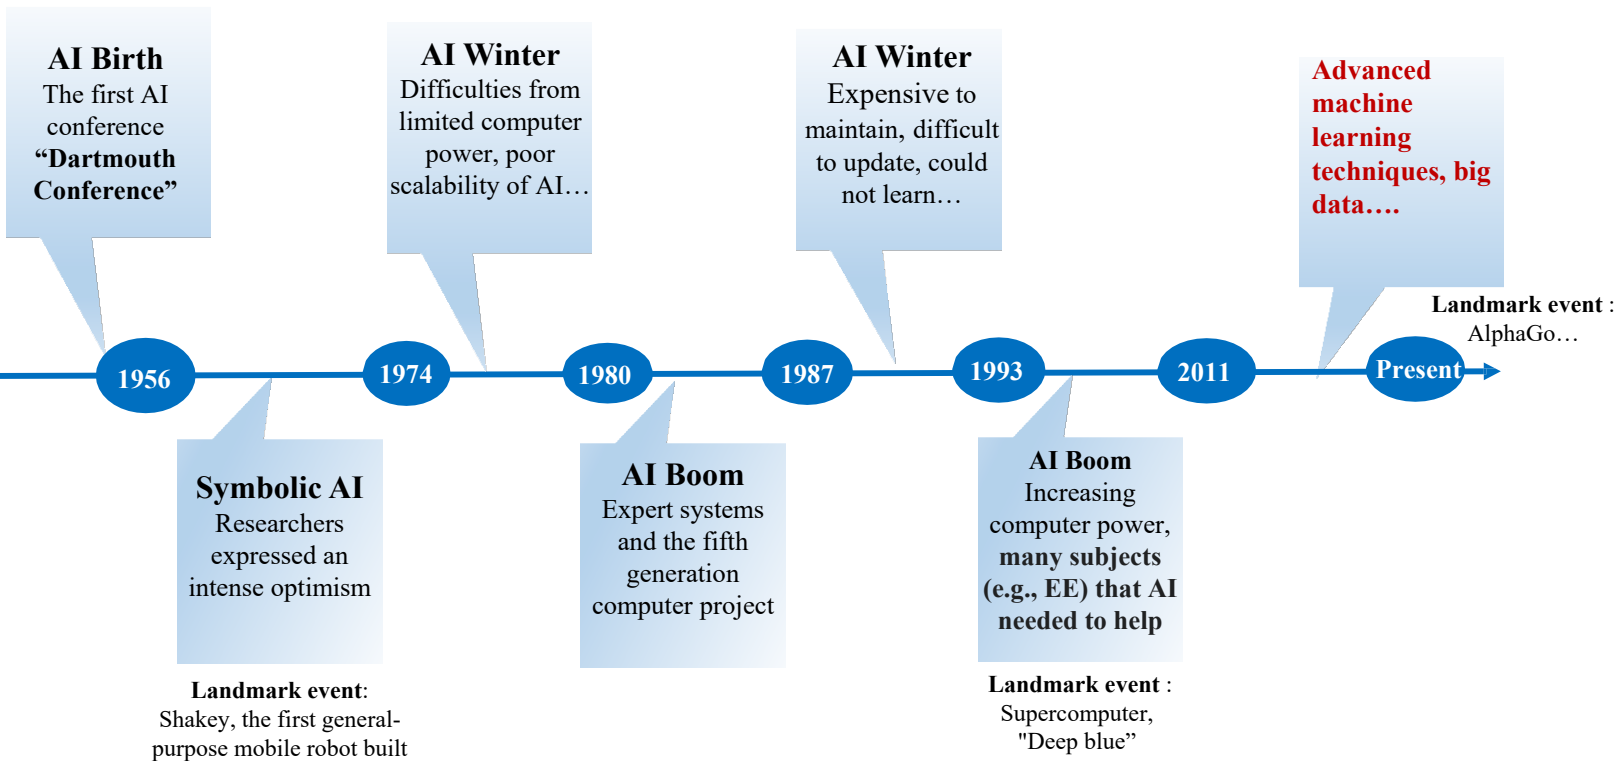 AI Birth
The first AI
conference
“Dartmouth
Conference”
AI Winter
Difficulties from
limited computer
power, poor
scalability of AI…
AI Winter
Expensive to
maintain, difficult
to update, could
not learn…
Advanced
machine
learning
techniques, big
data….
Landmark event :
AlphaGo…
1956
1974
1980
1987
1993
2011
Present
Symbolic AI
Researchers
expressed an
intense optimism
Landmark event:
Shakey, the first general-
purpose mobile robot built
AI Boom
Expert systems
and the fifth
generation
computer project
AI Boom
Increasing
computer power,
many subjects
(e.g., EE) that AI
needed to help
Landmark event :
Supercomputer,
"Deep blue”